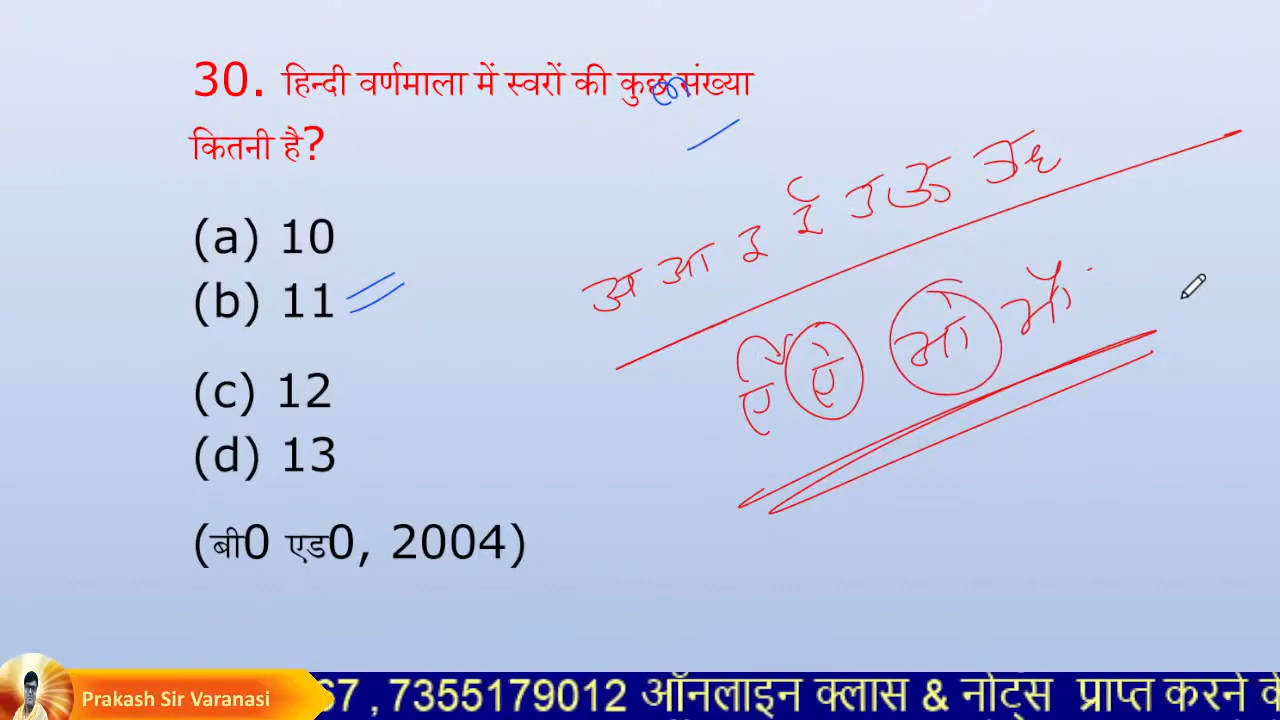 30. हिन्दी वर्णमाला में स्वरों की कुछ संख्या
कितनी है?
(a) 10
(b) 11
(c) 12
(d) 13
(बी0 एड0, 2004)
अ आ इ ई उ ऊ ऋ
ए ऐ ओ औ
Prakash Sir Varanasi
67 , 7355179012 ऑनलाइन क्लास & नोट्स प्राप्त करने के